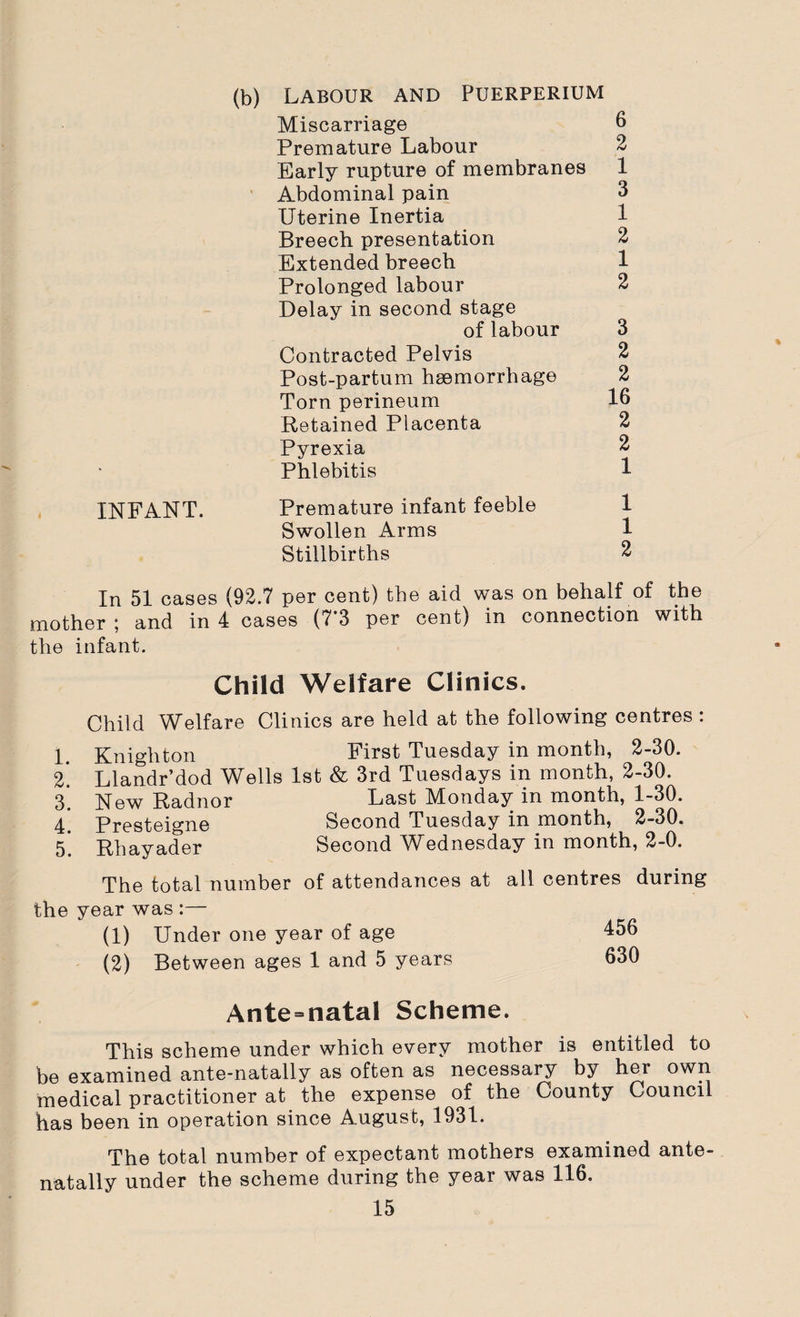 (b) LABOUR AND PUERPERIUM
Miscarriage 6
Premature Labour 2
Early rupture of membranes 1
Abdominal pain 3
Uterine Inertia 1
Breech presentation 2
Extended breech 1
Prolonged labour 2
Delay in second stage
of labour 3
Contracted Pelvis 2
Post-partum hæmorrhage 2
Torn perineum 16
Retained Placenta 2
Pyrexia 2
Phlebitis 1
INFANT. Premature infant feeble 1
Swollen Arms 1
Stillbirths 2
In 51 cases (92.7 per cent) the aid was on behalf of the
mother ; and in 4 cases (7·3 per cent) in connection with
the infant.
Child Welfare Clinics.
Child Welfare Clinics are held at the following centres :
1. Knighton First Tuesday in month, 2-30.
2. Llandr'dod Wells 1st & 3rd Tuesdays in month, 2-30.
3. New Radnor Last Monday in month, 1-30.
4. Presteigne Second Tuesday in month, 2-30.
5. Rhayader Second Wednesday in month, 2-0.
The total number of attendances at all centres during
the year was :—
(1) Under one year of age 456
(2) Between ages 1 and 5 years 630
Ante-natal Scheme.
This scheme under which every mother is entitled to
be examined ante-natally as often as necessary by her own
medical practitioner at the expense of the County Council
has been in operation since August, 1931.
The total number of expectant mothers examined ante-
natally under the scheme during the year was 116.
15